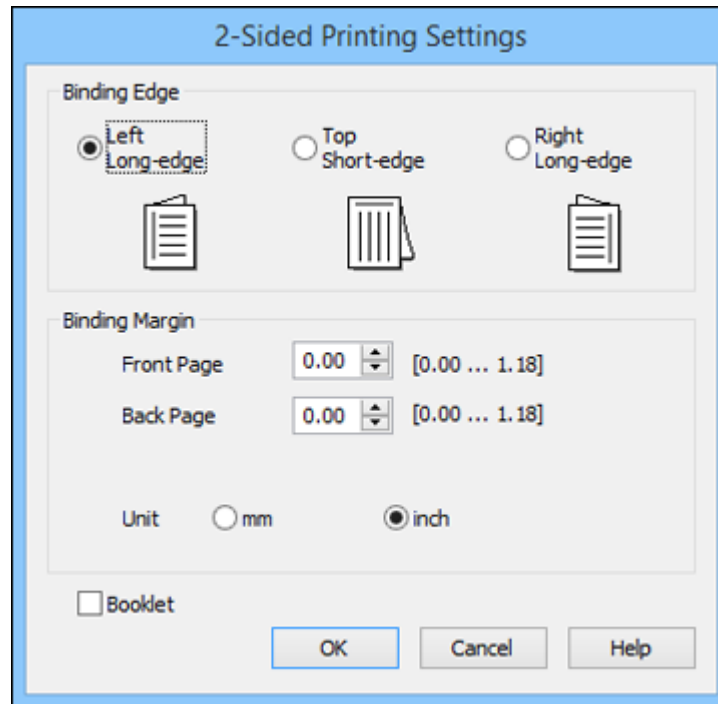 2-Sided Printing Settings
Binding Edge
Left
Long-edge
Top
Short-edge
Right
Long-edge
Binding Margin
Front Page 0.00 [0.00 ... 1.18]
Back Page 0.00 [0.00 ... 1.18]
Unit mm inch
Booklet
OK Cancel Help